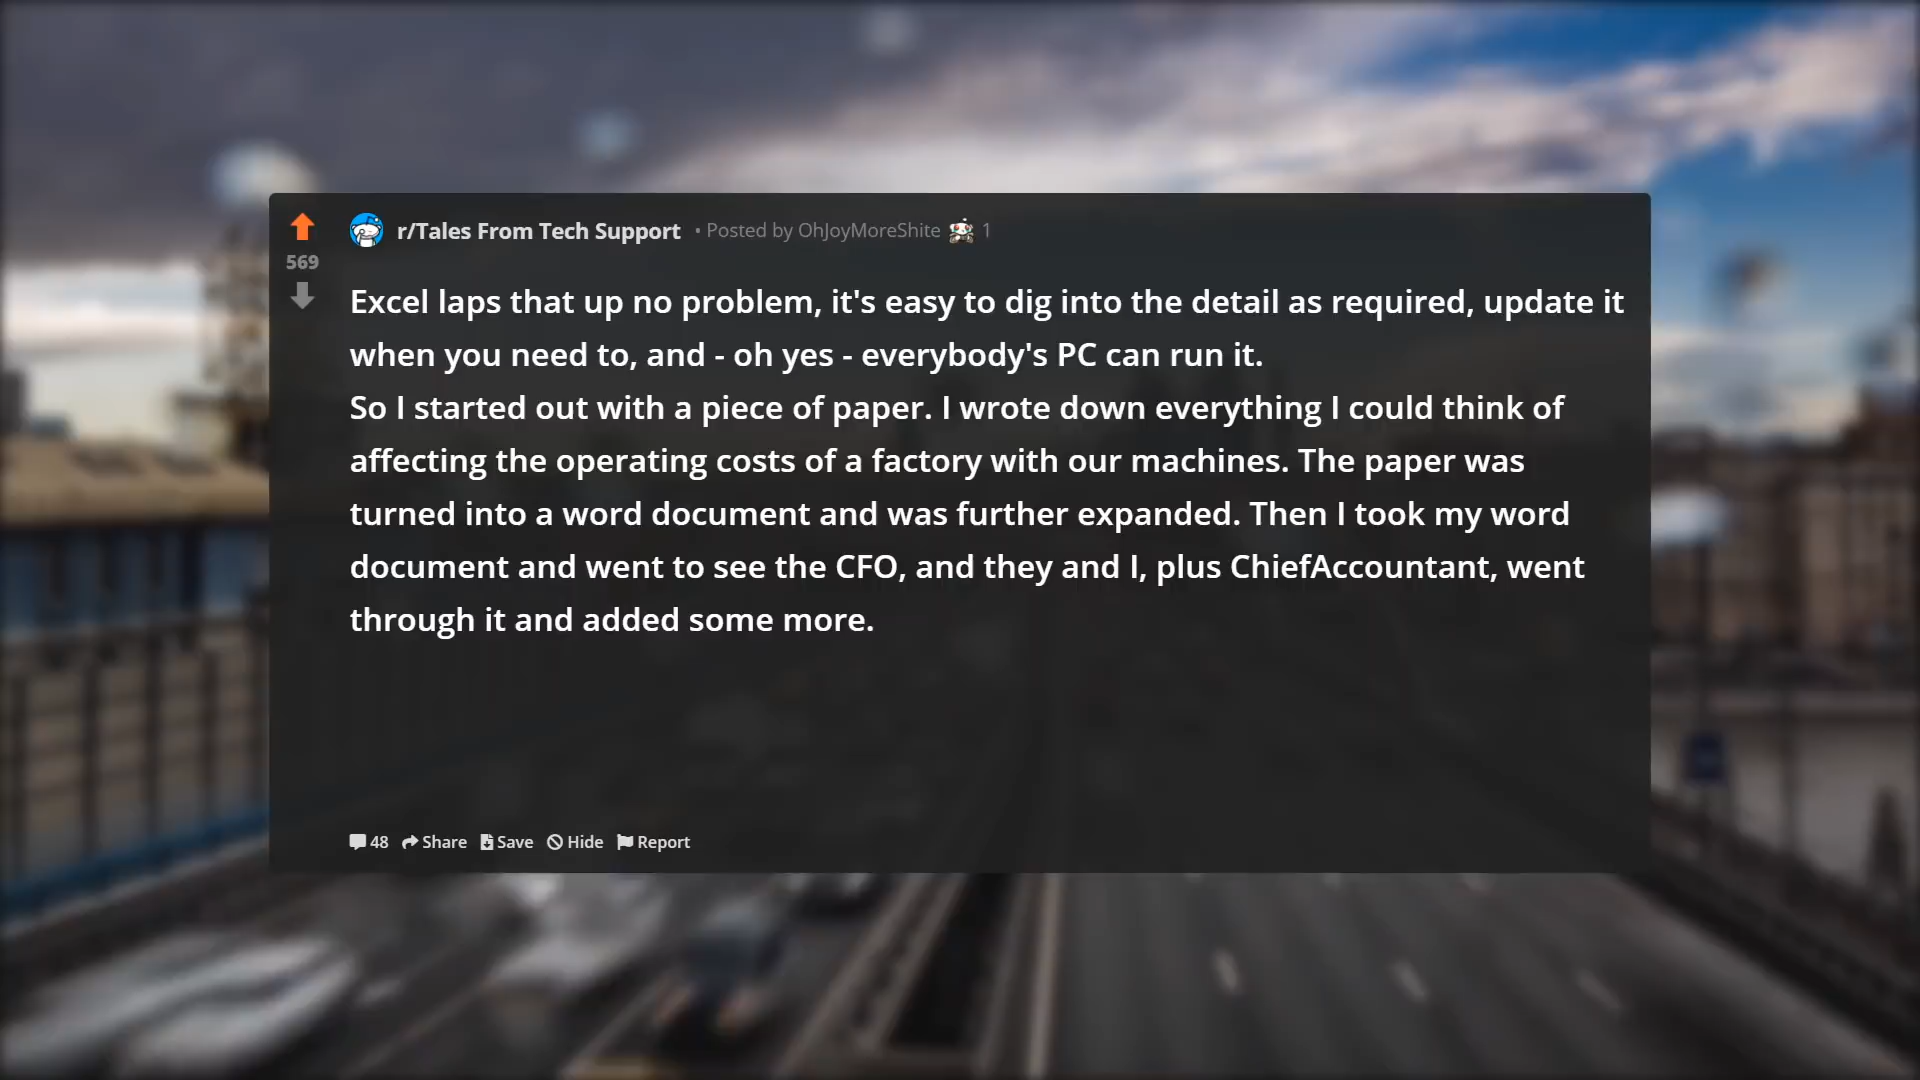 r/Tales From Tech Support • Posted by OhJoyMoreShite 1
569
Excel laps that up no problem, it's easy to dig into the detail as required, update it
when you need to, and - oh yes - everybody's PC can run it.
So I started out with a piece of paper. I wrote down everything I could think of
affecting the operating costs of a factory with our machines. The paper was
turned into a word document and was further expanded. Then I took my word
document and went to see the CFO, and they and I, plus ChiefAccountant, went
through it and added some more.
48 Share Save Hide Report